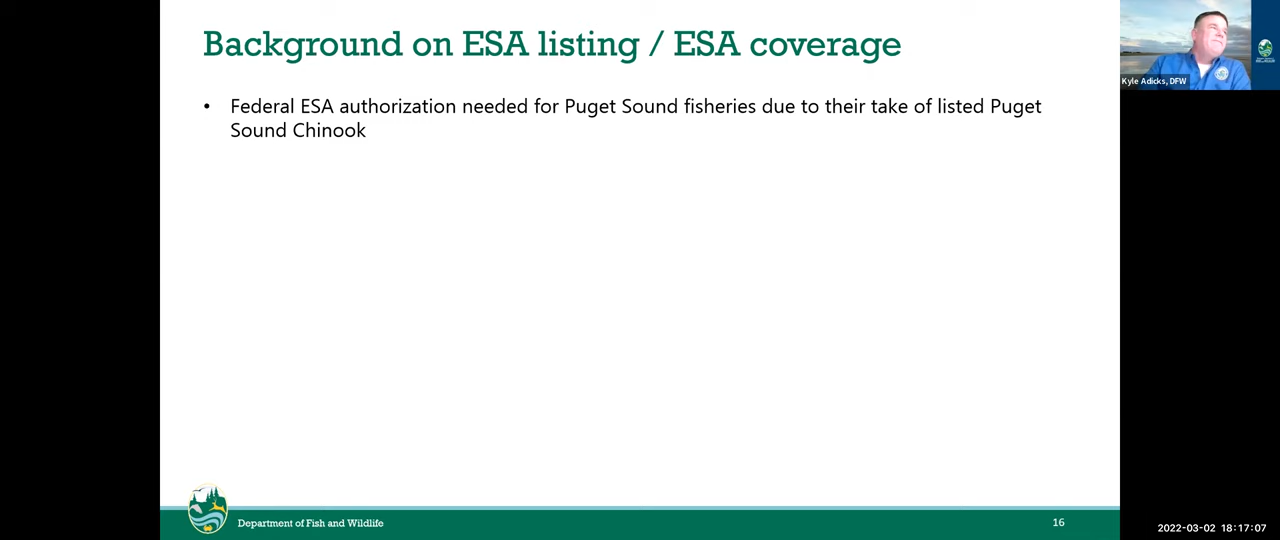 Background on ESA listing / ESA coverage
Kyle Adicks, DFW
• Federal ESA authorization needed for Puget Sound fisheries due to their take of listed Puget
Sound Chinook
Department of Fish and Wildlife
16
2022-03-02 18:17:07